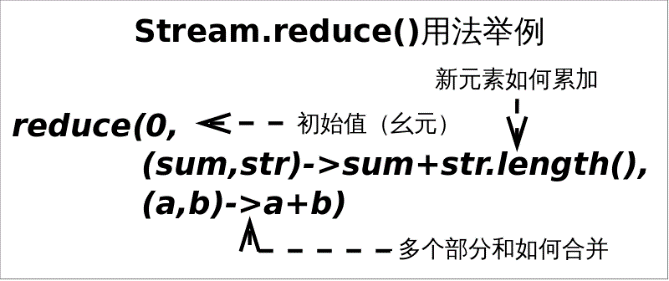 Stream.reduce()用法举例
新元素如何累加
reduce(0,
初始值（幺元）
(sum,str)->sum+str.length(),
(a,b)->a+b)
多个部分和如何合并